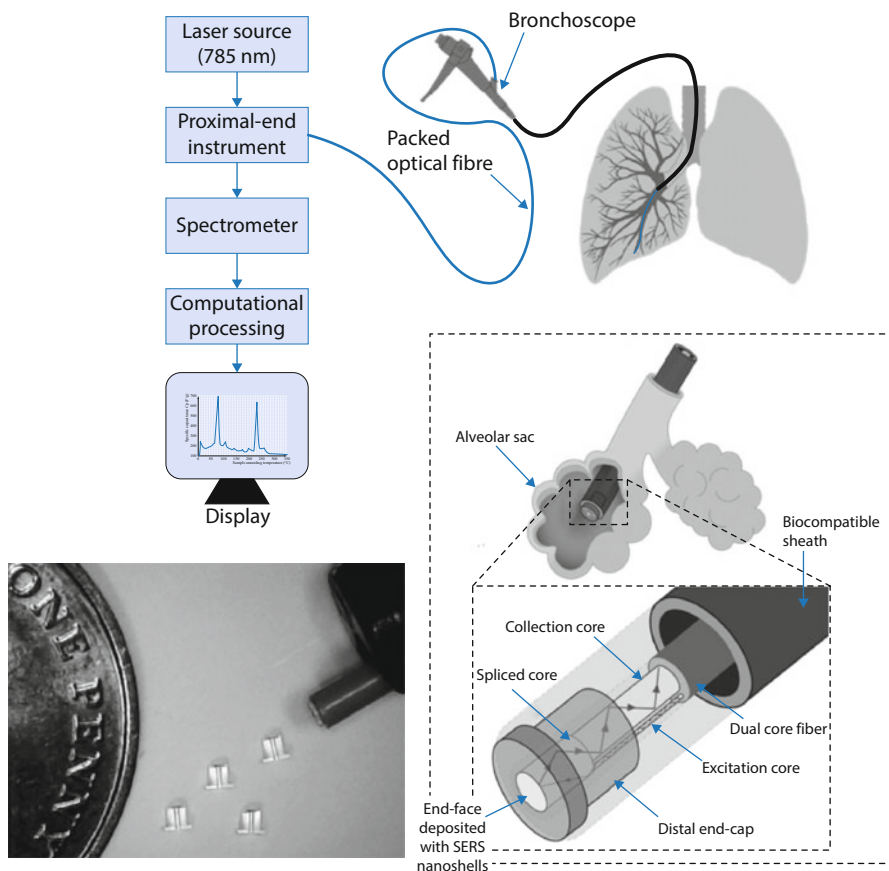 Laser source
(785 nm)
Proximal-end
instrument
Spectrometer
Computational
processing
Display
Bronchoscope
Packed
optical fibre
Alveolar sac
Biocompatible
sheath
Collection core
Spliced core
Dual core fiber
Excitation core
Distal end-cap
End-face
deposited
with SERS
nanoshells
ONE PENNY